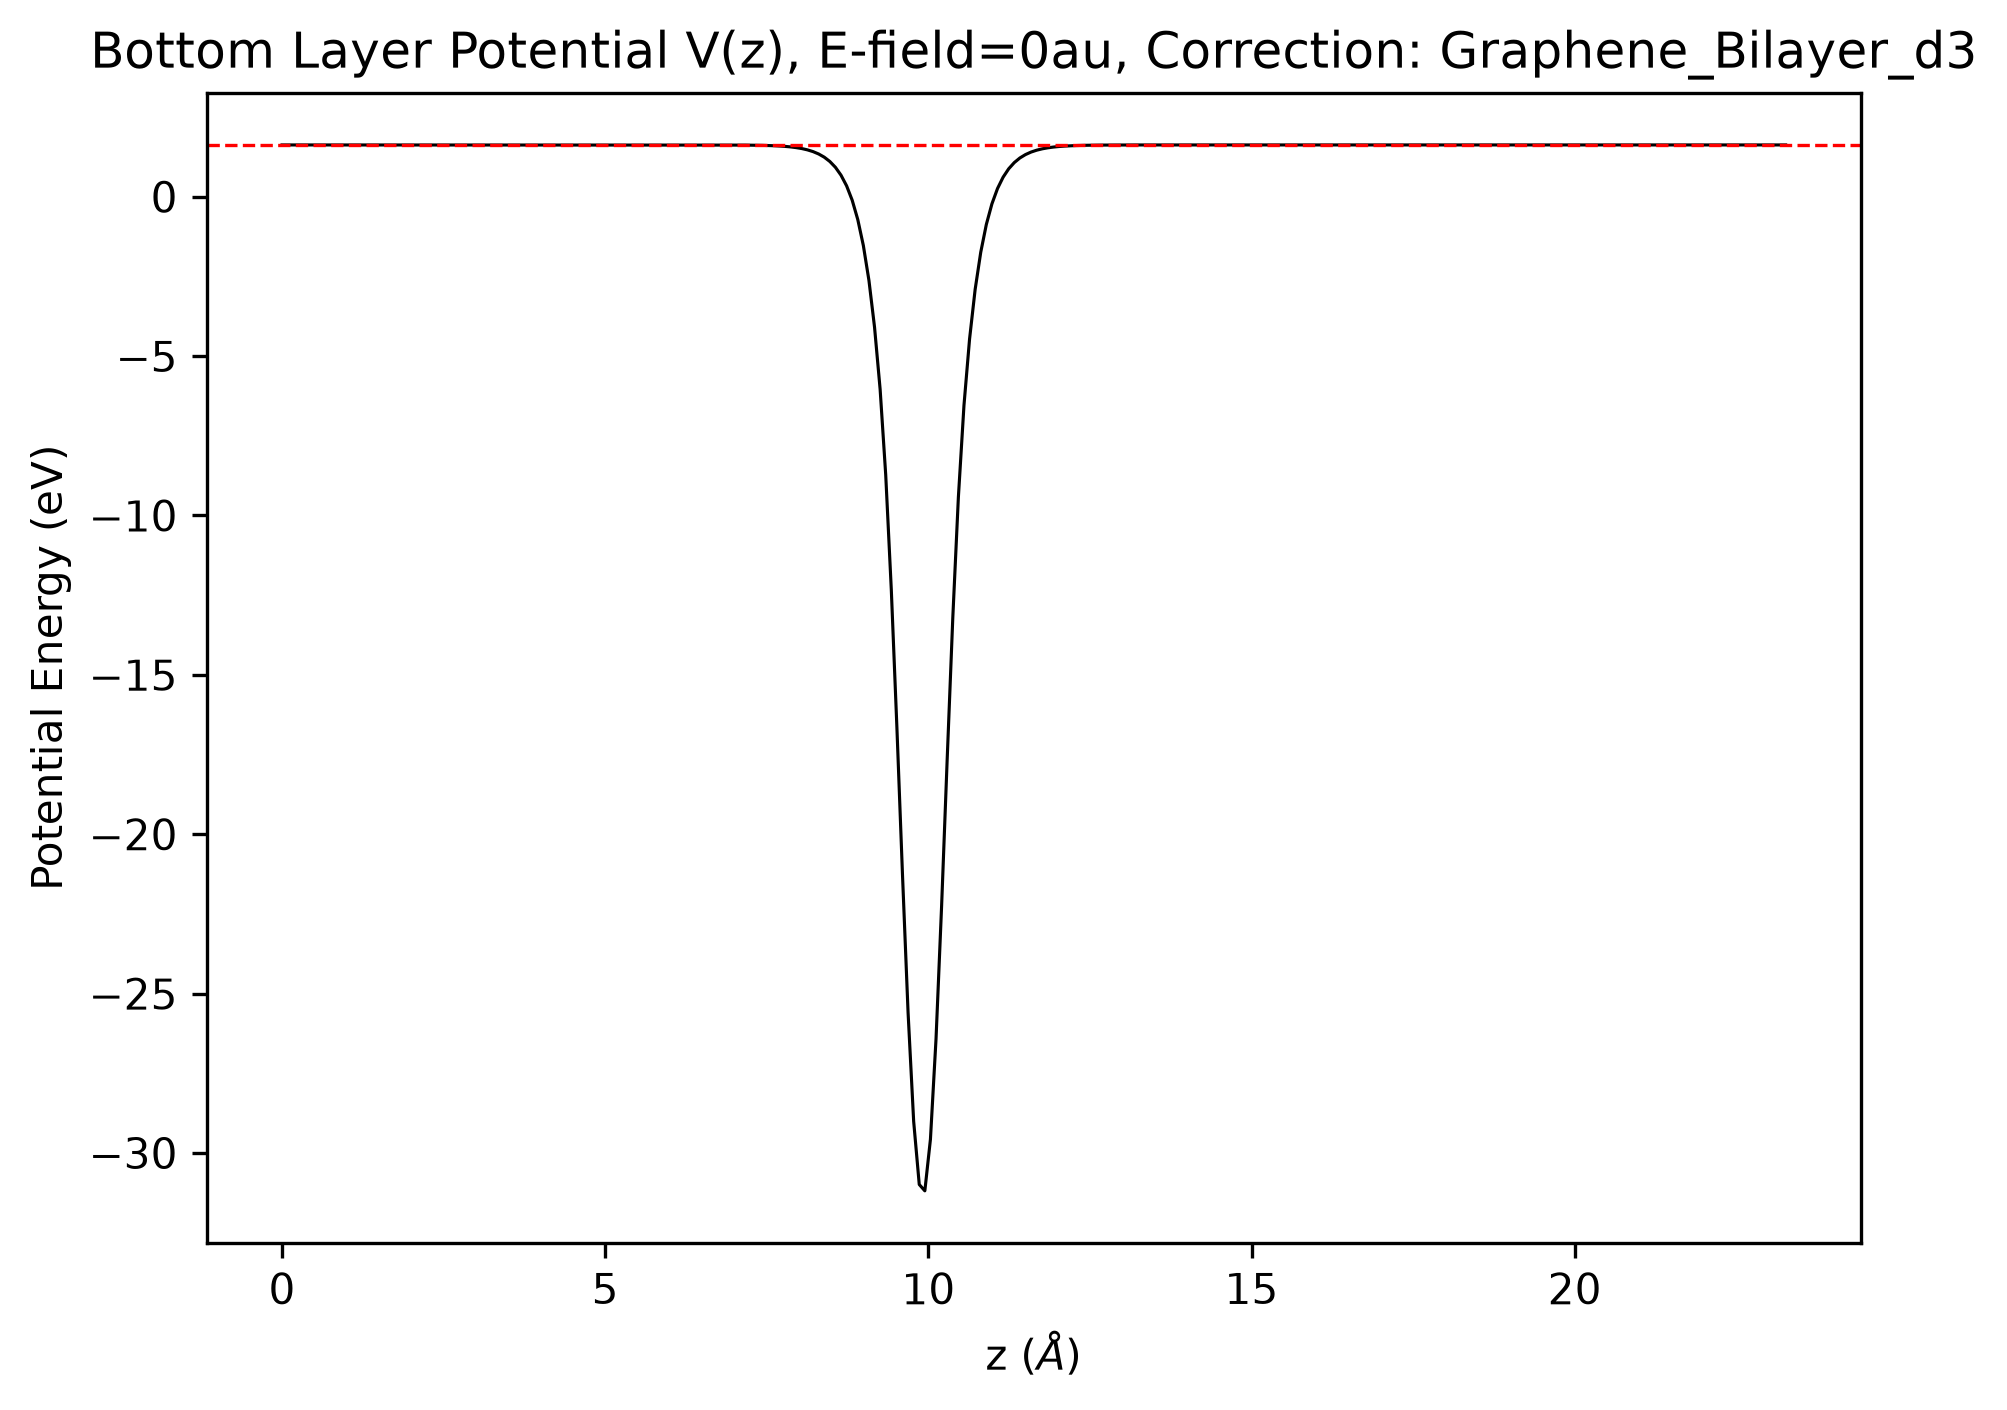 Bottom Layer Potential V(z), E-field=0au, Correction: Graphene_Bilayer_d3
0
−5
−10
−15
−20
−25
−30
Potential Energy (eV)
0 5 10 15 20
z (Å)